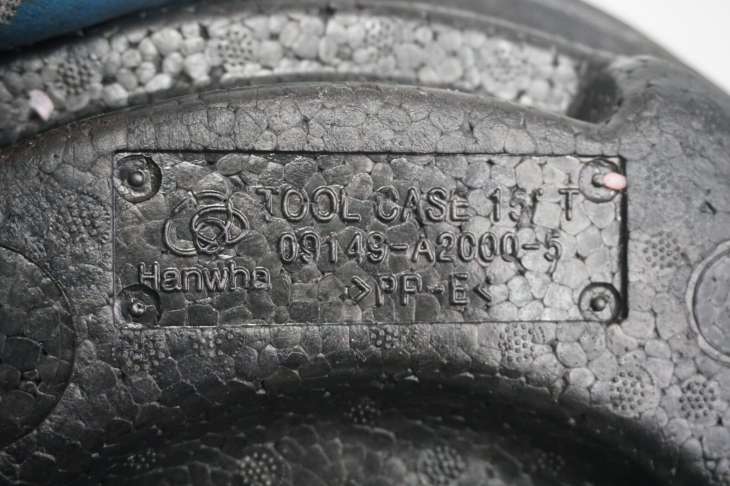 TOOL CASE 15" T
09149-A2000-5
Hanwha
>PP-E<